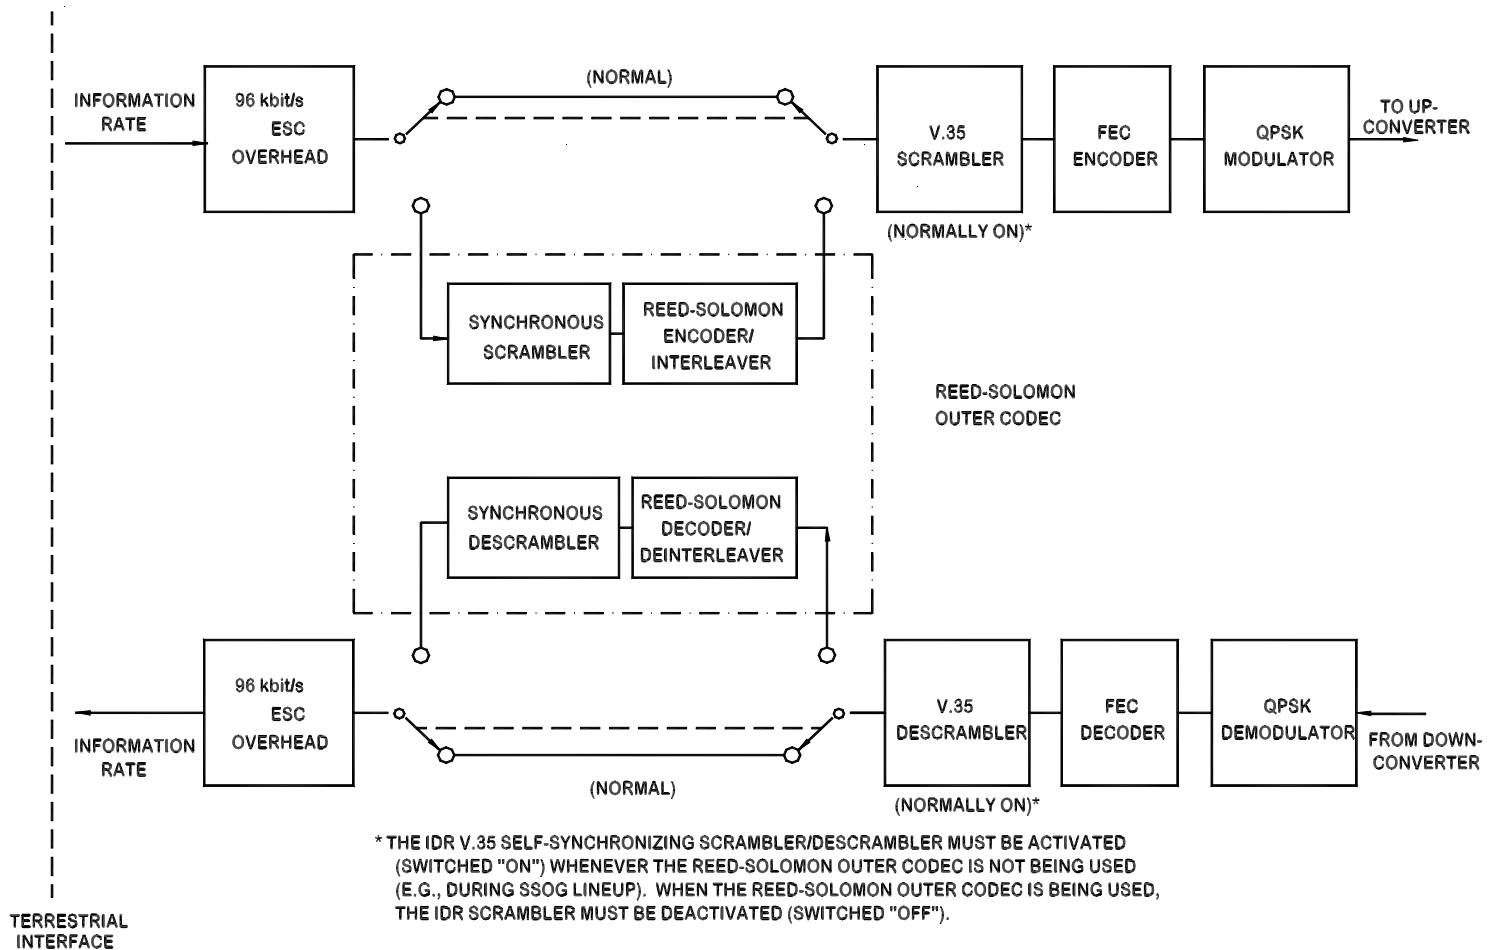 INFORMATION
RATE
96 kbit/s
ESC
OVERHEAD
(NORMAL)
V.35
SCRAMBLER
(NORMALLY ON)*
FEC
ENCODER
QPSK
MODULATOR
TO UP-
CONVERTER
SYNCHRONOUS
SCRAMBLER
REED-SOLOMON
ENCODER/
INTERLEAVER
REED-SOLOMON
OUTER CODEC
SYNCHRONOUS
DESCRAMBLER
REED-SOLOMON
DECODER/
DEINTERLEAVER
INFORMATION
RATE
96 kbit/s
ESC
OVERHEAD
(NORMAL)
V.35
DESCRAMBLER
(NORMALLY ON)*
FEC
DECODER
QPSK
DEMODULATOR
FROM DOWN-
CONVERTER
* THE IDR V.35 SELF-SYNCHRONIZING SCRAMBLER/DESCRAMBLER MUST BE ACTIVATED
(SWITCHED "ON") WHENEVER THE REED-SOLOMON OUTER CODEC IS NOT BEING USED
(E.G., DURING SSOG LINEUP). WHEN THE REED-SOLOMON OUTER CODEC IS BEING USED,
THE IDR SCRAMBLER MUST BE DEACTIVATED (SWITCHED "OFF").
TERRESTRIAL
INTERFACE